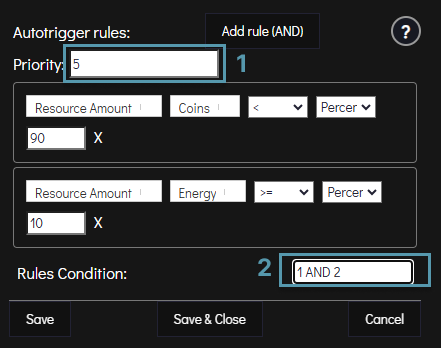 Autotrigger rules: Add rule (AND) ?
Priority: 5 1
Resource Amount Coins < Percer
90 X
Resource Amount Energy >= Percer
10 X
Rules Condition: 2 1 AND 2
Save Save & Close Cancel